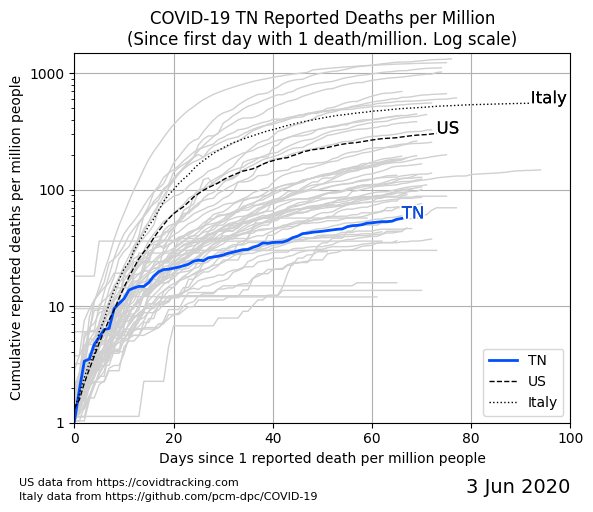 COVID-19 TN Reported Deaths per Million
(Since first day with 1 death/million. Log scale)
Cumulative reported deaths per million people
1000
100
10
1
Italy
US
TN
TN
US
Italy
0 20 40 60 80 100
Days since 1 reported death per million people
US data from https://covidtracking.com
Italy data from https://github.com/pcm-dpc/COVID-19
3 Jun 2020